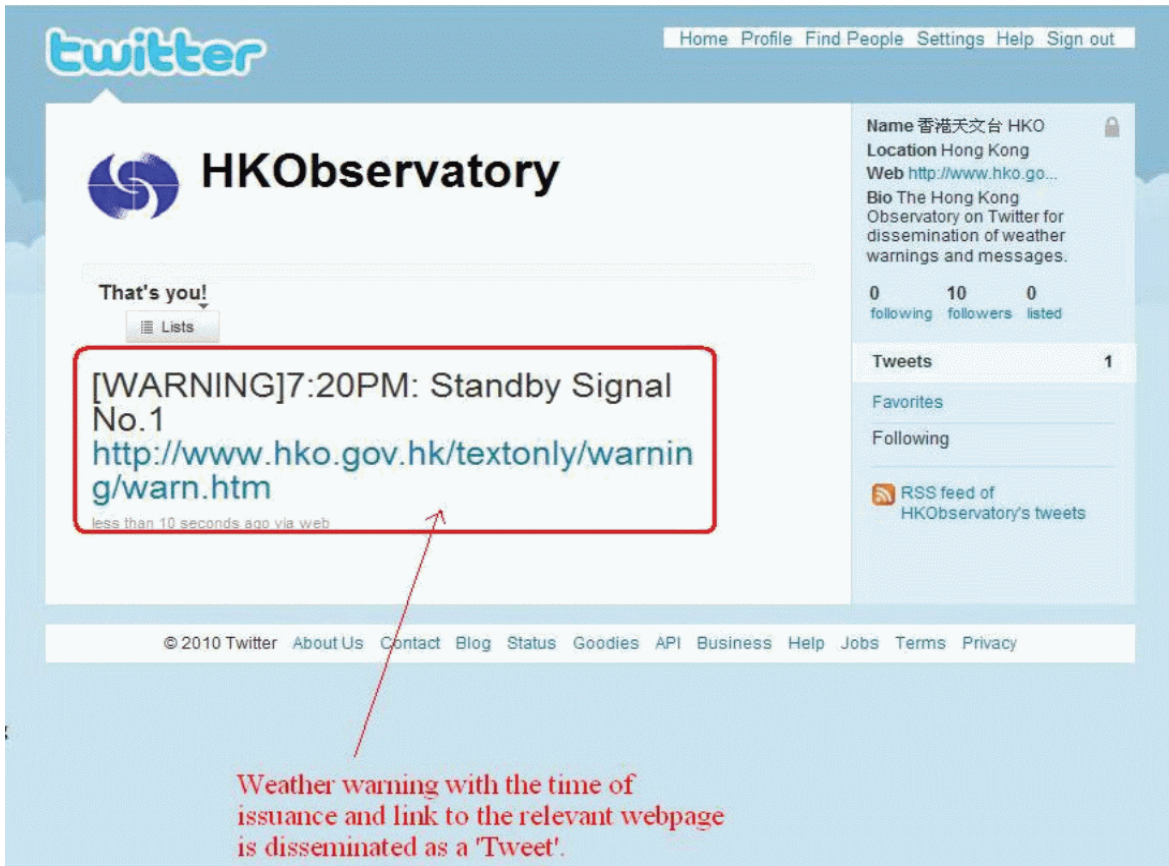 twitter
Home Profile Find People Settings Help Sign out
HKObservatory
That's you!
Lists
[WARNING]7:20PM: Standby Signal
No.1
http://www.hko.gov.hk/textonly/warnin
g/warn.htm
less than 10 seconds ago via web
Name 香港天文台 HKO
Location Hong Kong
Web http://www.hko.go...
Bio The Hong Kong
Observatory on Twitter for
dissemination of weather
warnings and messages.
0 10 0
following followers listed
Tweets 1
Favorites
Following
RSS feed of
HKObservatory's tweets
© 2010 Twitter About Us Contact Blog Status Goodies API Business Help Jobs Terms Privacy
Weather warning with the time of
issuance and link to the relevant webpage
is disseminated as a 'Tweet'.